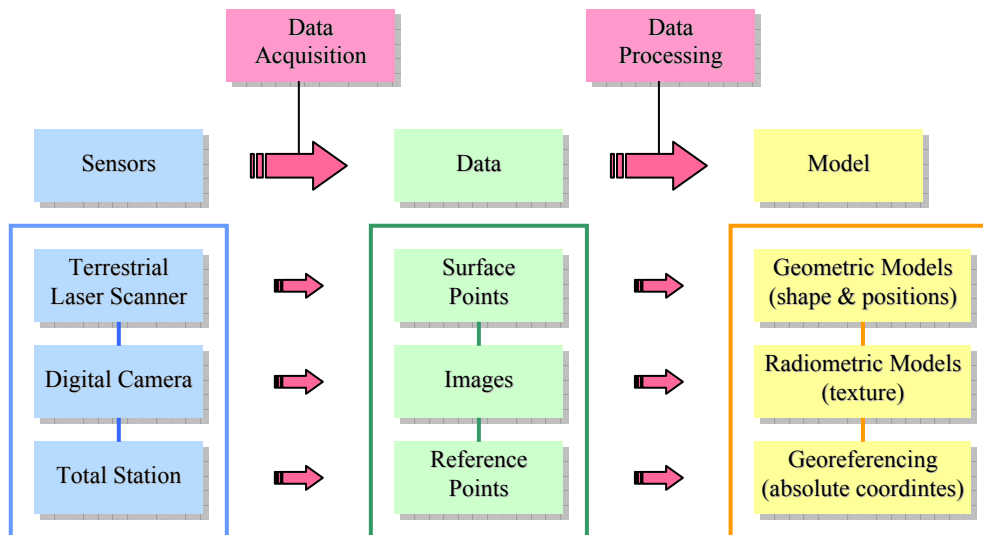 Data
Acquisition
Data
Processing
Sensors
Data
Model
Terrestrial
Laser Scanner
Surface
Points
Geometric Models
(shape & positions)
Digital Camera
Images
Radiometric Models
(texture)
Total Station
Reference
Points
Georeferencing
(absolute coordintes)